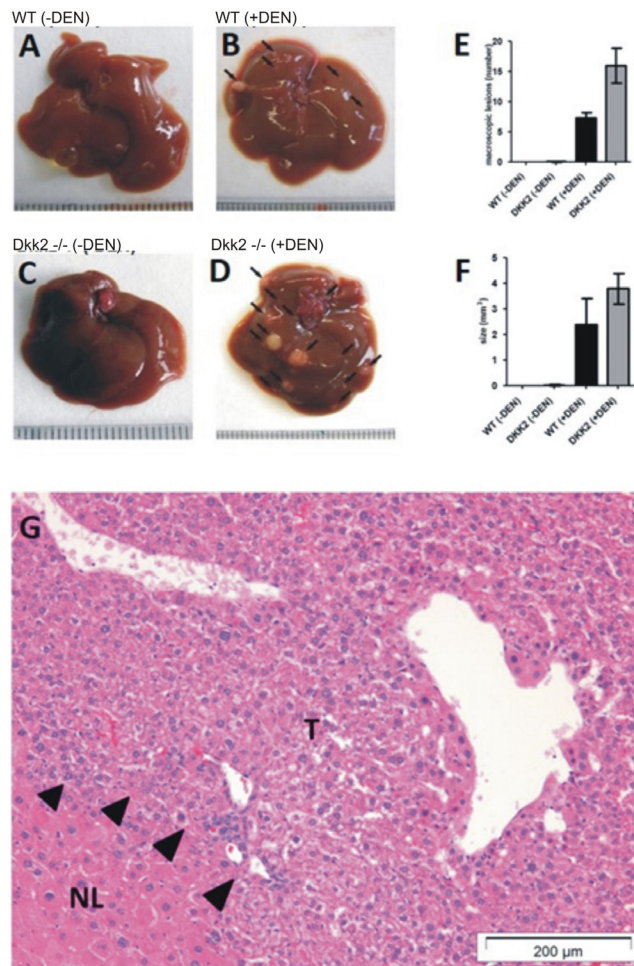 WT (-DEN)
WT (+DEN)
A
B
E
macroscopic lesions (number)
20
15
10
5
0
WT (-DEN)
DKK2 (-DEN)
WT (+DEN)
DKK2 (+DEN)
Dkk2 -/- (-DEN)
Dkk2 -/- (+DEN)
C
D
F
size (mm³)
5
4
3
2
1
0
WT (-DEN)
DKK2 (-DEN)
WT (+DEN)
DKK2 (+DEN)
G
T
NL
200 µm